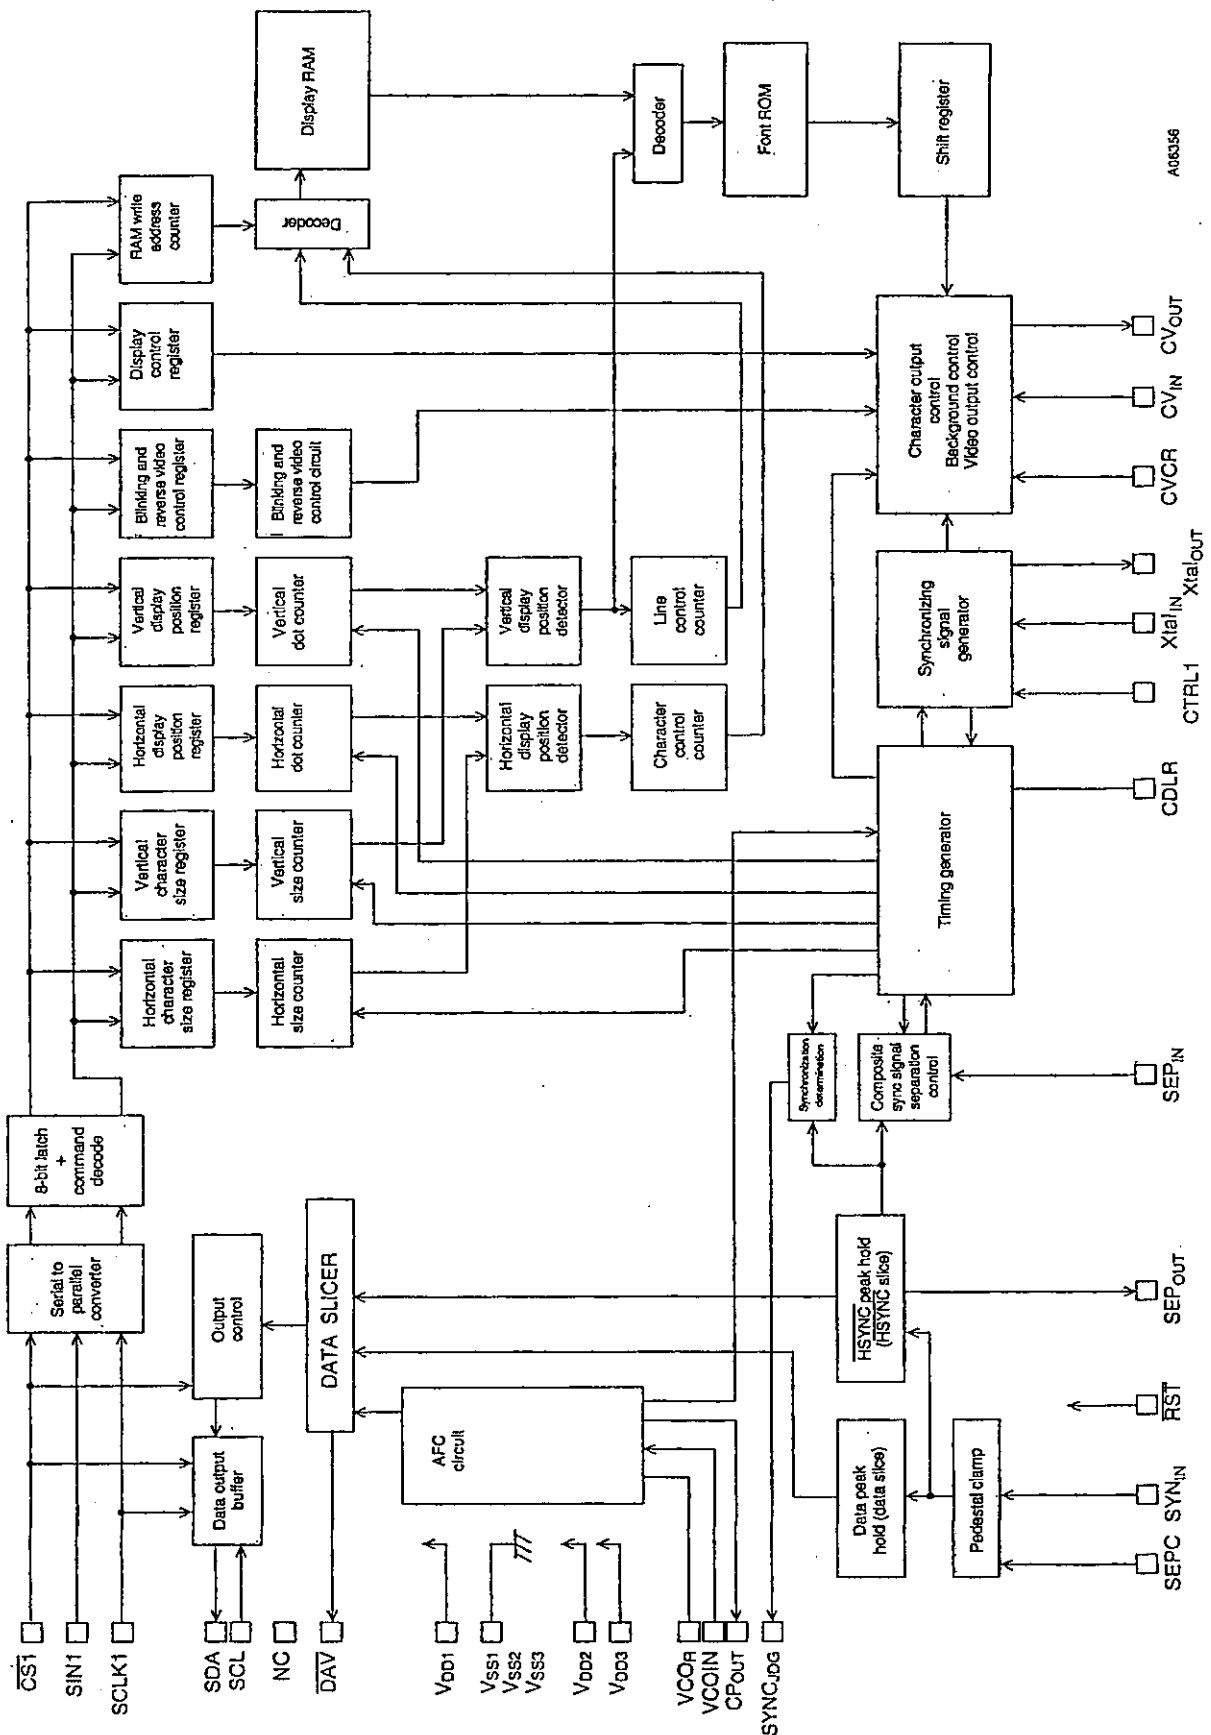 CS1
SIN1
SCLK1
SDA
SCL
NC
DAV
VDD1
VSS1
VSS2
VSS3
VDD2
VDD3
VCOR
VCOIN
CPOUT
SYNCJDG
Serial to
parallel
converter
8-bit latch
+
command
decode
Data output
buffer
Output
control
DATA SLICER
AFC
circuit
Horizontal
character
size register
Vertical
character
size register
Horizontal
display
position
register
Vertical
display
position
register
Blinking and
reverse video
control register
Display
control
register
RAM write
address
counter
Horizontal
size counter
Vertical
size counter
Horizontal
dot counter
Vertical
dot counter
Blinking and
reverse video
control circuit
Decoder
Display RAM
Horizontal
display
position
detector
Vertical
display
position
detector
Character
control
counter
Line
control
counter
Decoder
Font ROM
Shift register
Data peak
hold (data slice)
Pedestal clamp
HSYNC peak hold
(HSYNC slice)
Synchronization
determination
Composite
sync signal
separation
control
Timing generator
Synchronizing
signal
generator
Character output
control
Background control
Video output control
SEPC
SYNIN
RST
SEPOUT
SEPIN
CDLR
CTRL1
XtalIN
XtalOUT
CVCR
CVIN
CVOUT
A06356